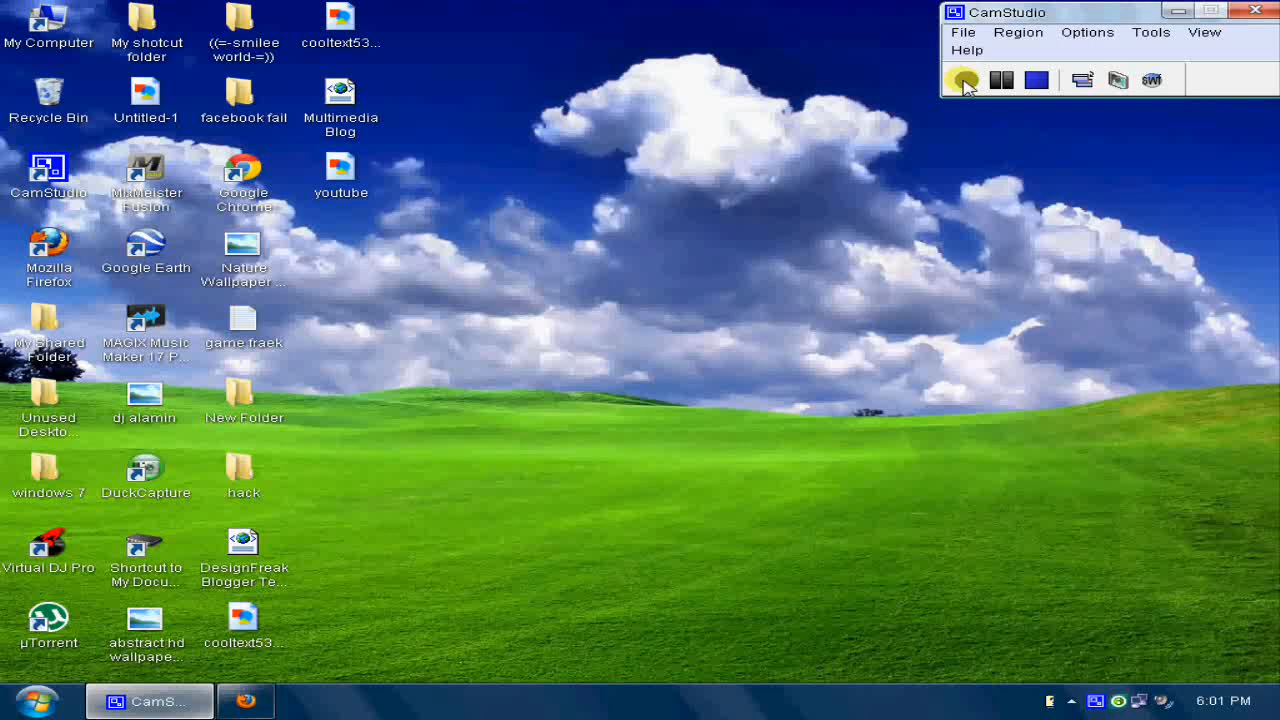 My Computer
My shotcut
folder
((=-smilee
world-=))
cooltext53...
Recycle Bin
Untitled-1
facebook fail
Multimedia
Blog
CamStudio
MixMeister
Fusion
Google
Chrome
youtube
Mozilla
Firefox
Google Earth
Nature
Wallpaper ...
My Shared
Folder
MAGIX Music
Maker 17 P...
game fraek
Unused
Deskto...
dj alamin
New Folder
windows 7
DuckCapture
hack
Virtual DJ Pro
Shortcut to
My Docu...
DesignFreak
Blogger Te...
µTorrent
abstract hd
wallpape...
cooltext53...
CamStudio
File Region Options Tools View
Help
SWF
CamS...
6:01 PM